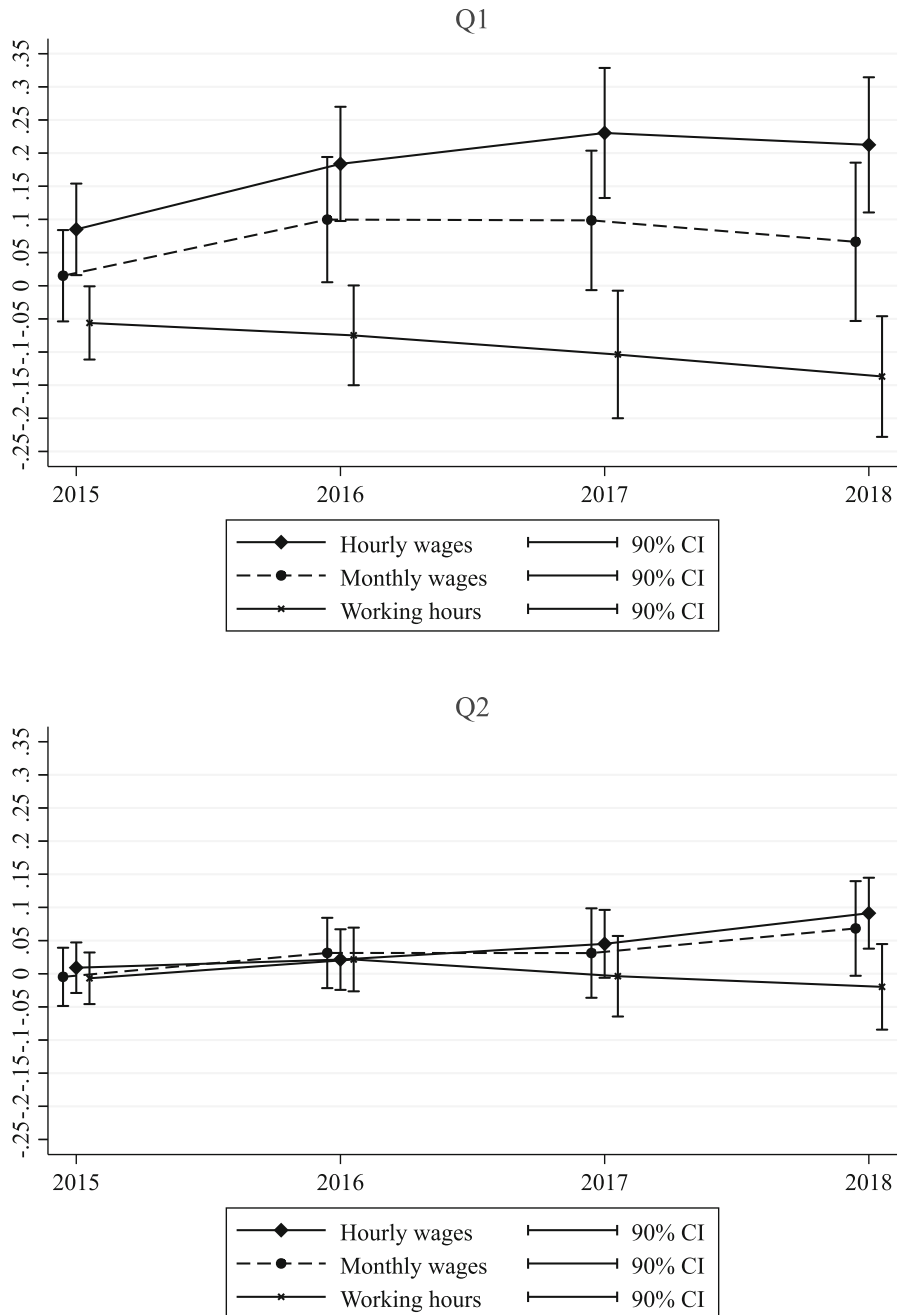 Q1
.35
.3
.25
.2
.15
.1
.05
0
-.05
-.1
-.15
-.2
-.25
2015 2016 2017 2018
Hourly wages 90% CI
Monthly wages 90% CI
Working hours 90% CI
Q2
.35
.3
.25
.2
.15
.1
.05
0
-.05
-.1
-.15
-.2
-.25
2015 2016 2017 2018
Hourly wages 90% CI
Monthly wages 90% CI
Working hours 90% CI